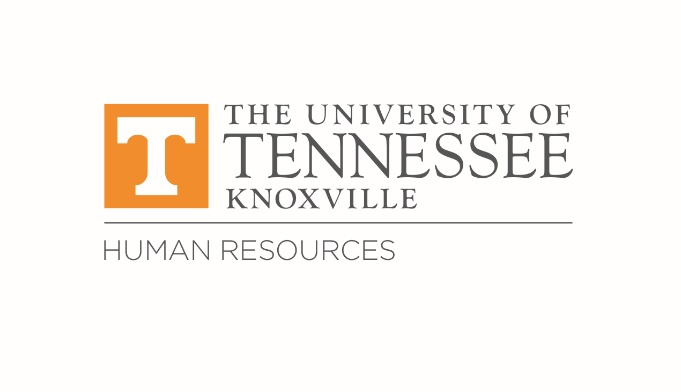 T
THE UNIVERSITY OF
TENNESSEE
KNOXVILLE
HUMAN RESOURCES